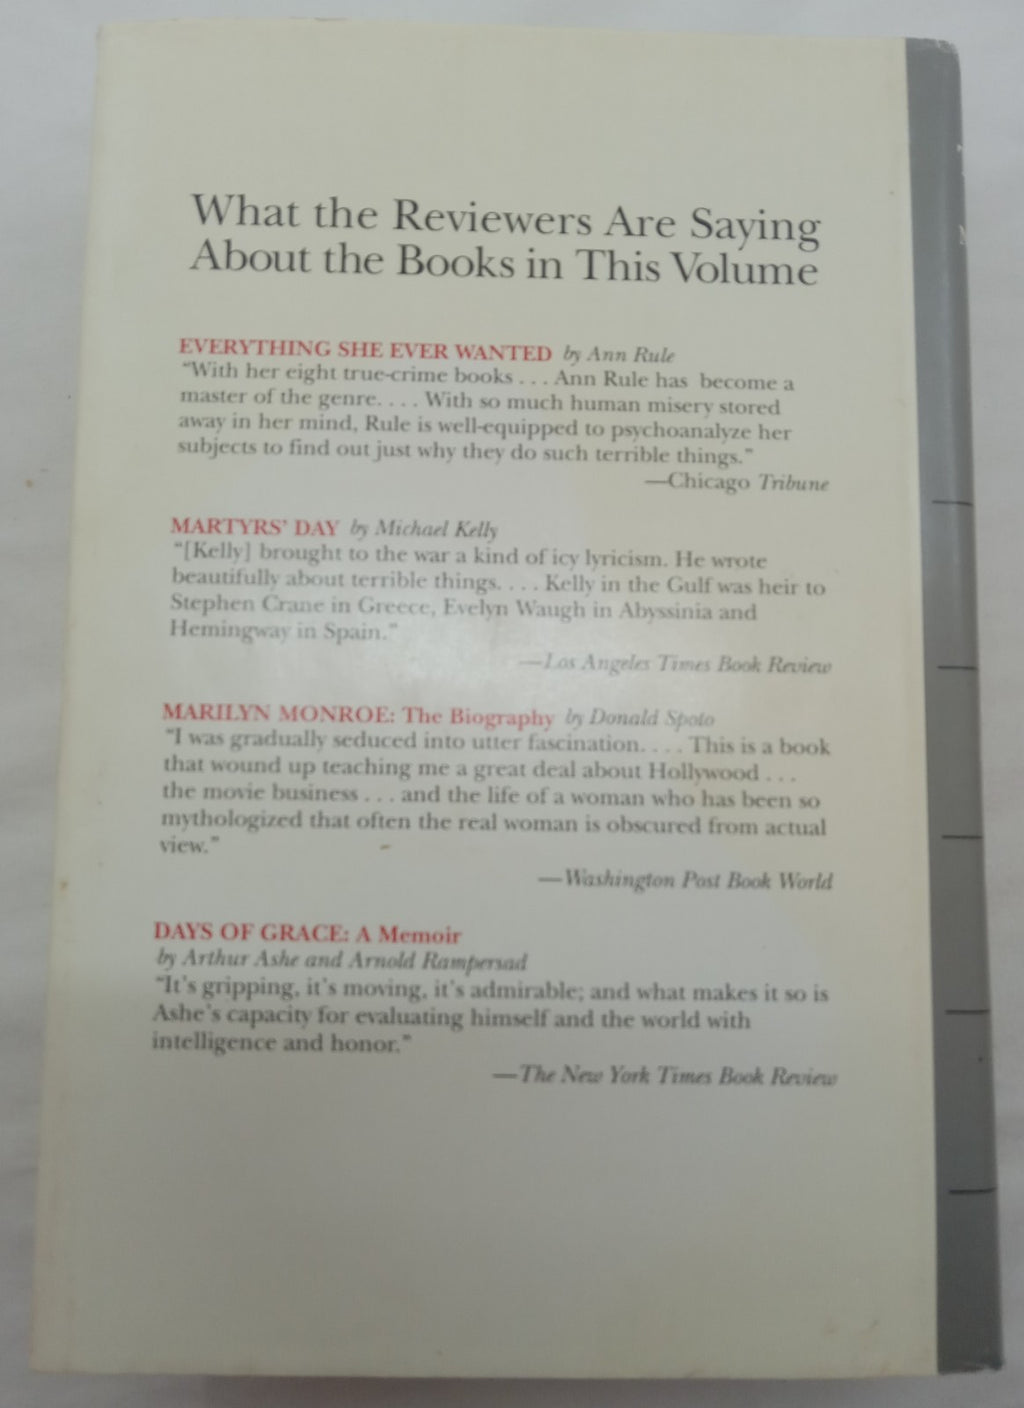 What the Reviewers Are Saying
About the Books in This Volume
EVERYTHING SHE EVER WANTED by Ann Rule
"With her eight true-crime books . . . Ann Rule has become a
master of the genre. . . . With so much human misery stored
away in her mind, Rule is well-equipped to psychoanalyze her
subjects to find out just why they do such terrible things."
—Chicago Tribune
MARTYRS' DAY by Michael Kelly
"[Kelly] brought to the war a kind of icy lyricism. He wrote
beautifully about terrible things. . . . Kelly in the Gulf was heir to
Stephen Crane in Greece, Evelyn Waugh in Abyssinia and
Hemingway in Spain."
—Los Angeles Times Book Review
MARILYN MONROE: The Biography by Donald Spoto
"I was gradually seduced into utter fascination. . . . This is a book
that wound up teaching me a great deal about Hollywood . . .
the movie business . . . and the life of a woman who has been so
mythologized that often the real woman is obscured from actual
view."
—Washington Post Book World
DAYS OF GRACE: A Memoir
by Arthur Ashe and Arnold Rampersad
"It's gripping, it's moving, it's admirable; and what makes it so is
Ashe's capacity for evaluating himself and the world with
intelligence and honor."
—The New York Times Book Review